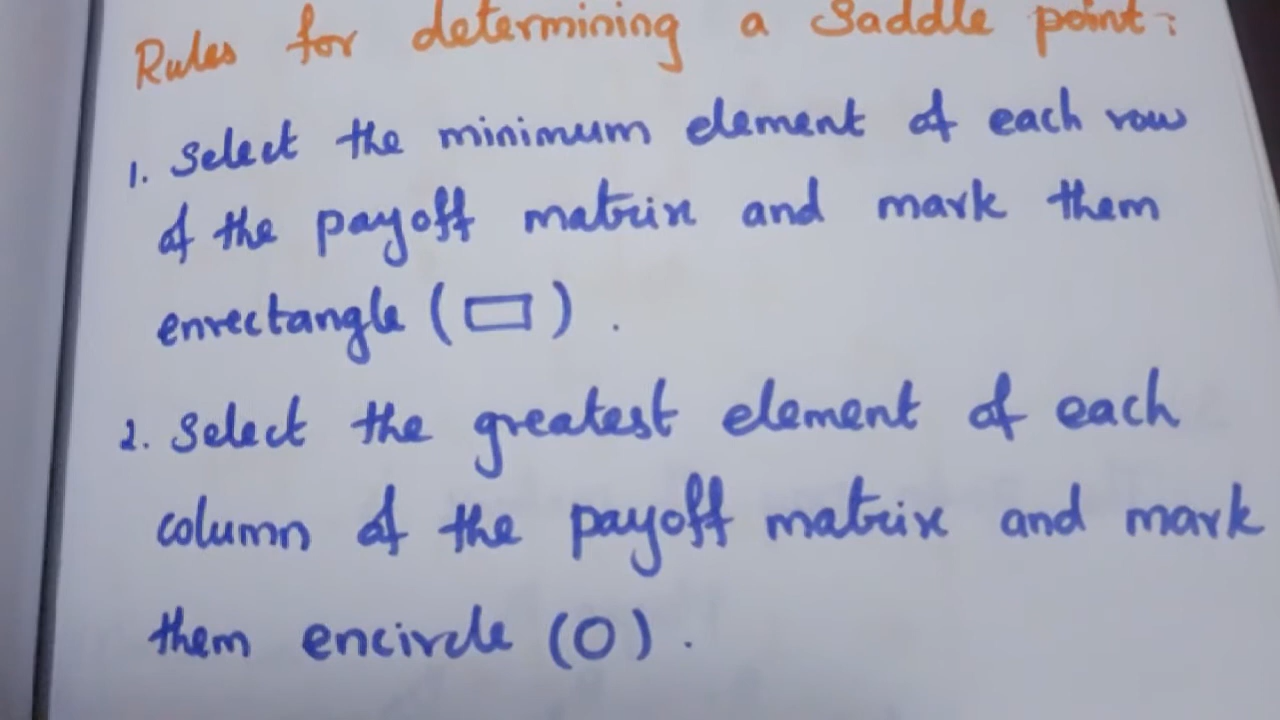 Rules for determining a Saddle point:
1. Select the minimum element of each row
of the payoff matrix and mark them
enrectangle (▭).
2. Select the greatest element of each
column of the payoff matrix and mark
them encircle (O).